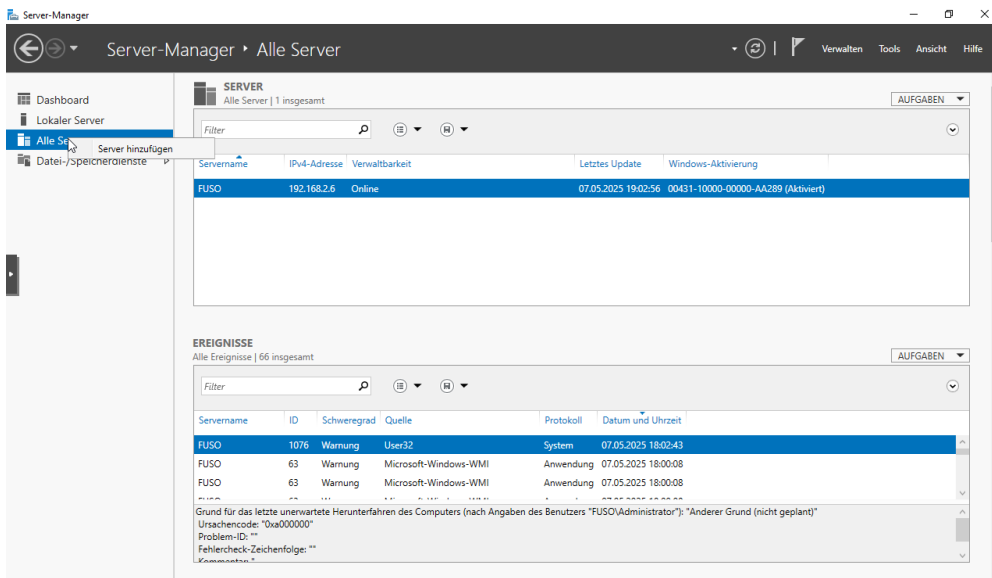 Server-Manager
Server-Manager • Alle Server
Verwalten Tools Ansicht Hilfe
Dashboard
Lokaler Server
Alle Se
Server hinzufügen
Datei-/Speicherdienste
SERVER
Alle Server | 1 insgesamt
AUFGABEN
Filter
Servername IPv4-Adresse Verwaltbarkeit Letztes Update Windows-Aktivierung
FUSO 192.168.2.6 Online 07.05.2025 19:02:56 00431-10000-00000-AA289 (Aktiviert)
EREIGNISSE
Alle Ereignisse | 66 insgesamt
AUFGABEN
Filter
Servername ID Schweregrad Quelle Protokoll Datum und Uhrzeit
FUSO 1076 Warnung User32 System 07.05.2025 18:02:43
FUSO 63 Warnung Microsoft-Windows-WMI Anwendung 07.05.2025 18:00:08
FUSO 63 Warnung Microsoft-Windows-WMI Anwendung 07.05.2025 18:00:08
Grund für das letzte unerwartete Herunterfahren des Computers (nach Angaben des Benutzers "FUSO\Administrator"): "Anderer Grund (nicht geplant)"
Ursachencode: "0xa000000"
Problem-ID: ""
Fehlercheck-Zeichenfolge: ""
Kommentar: "